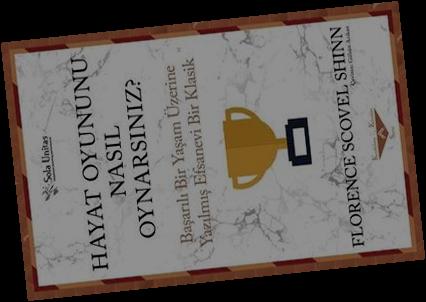 Sola Unitas
HAYAT OYUNUNU
NASIL
OYNARSINIZ?
Başarılı Bir Yaşam Üzerine
Yazılmış Efsanevi Bir Klasik
FLORENCE SCOVEL SHINN